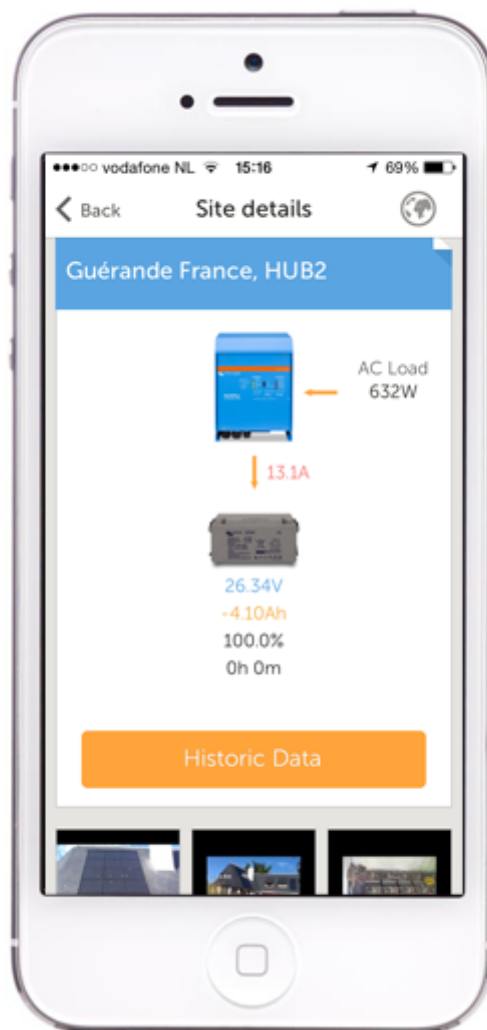 vodafone NL 15:16 69%
Back Site details
Guérande France, HUB2
AC Load
632W
13.1A
26.34V
-4.10Ah
100.0%
0h 0m
Historic Data